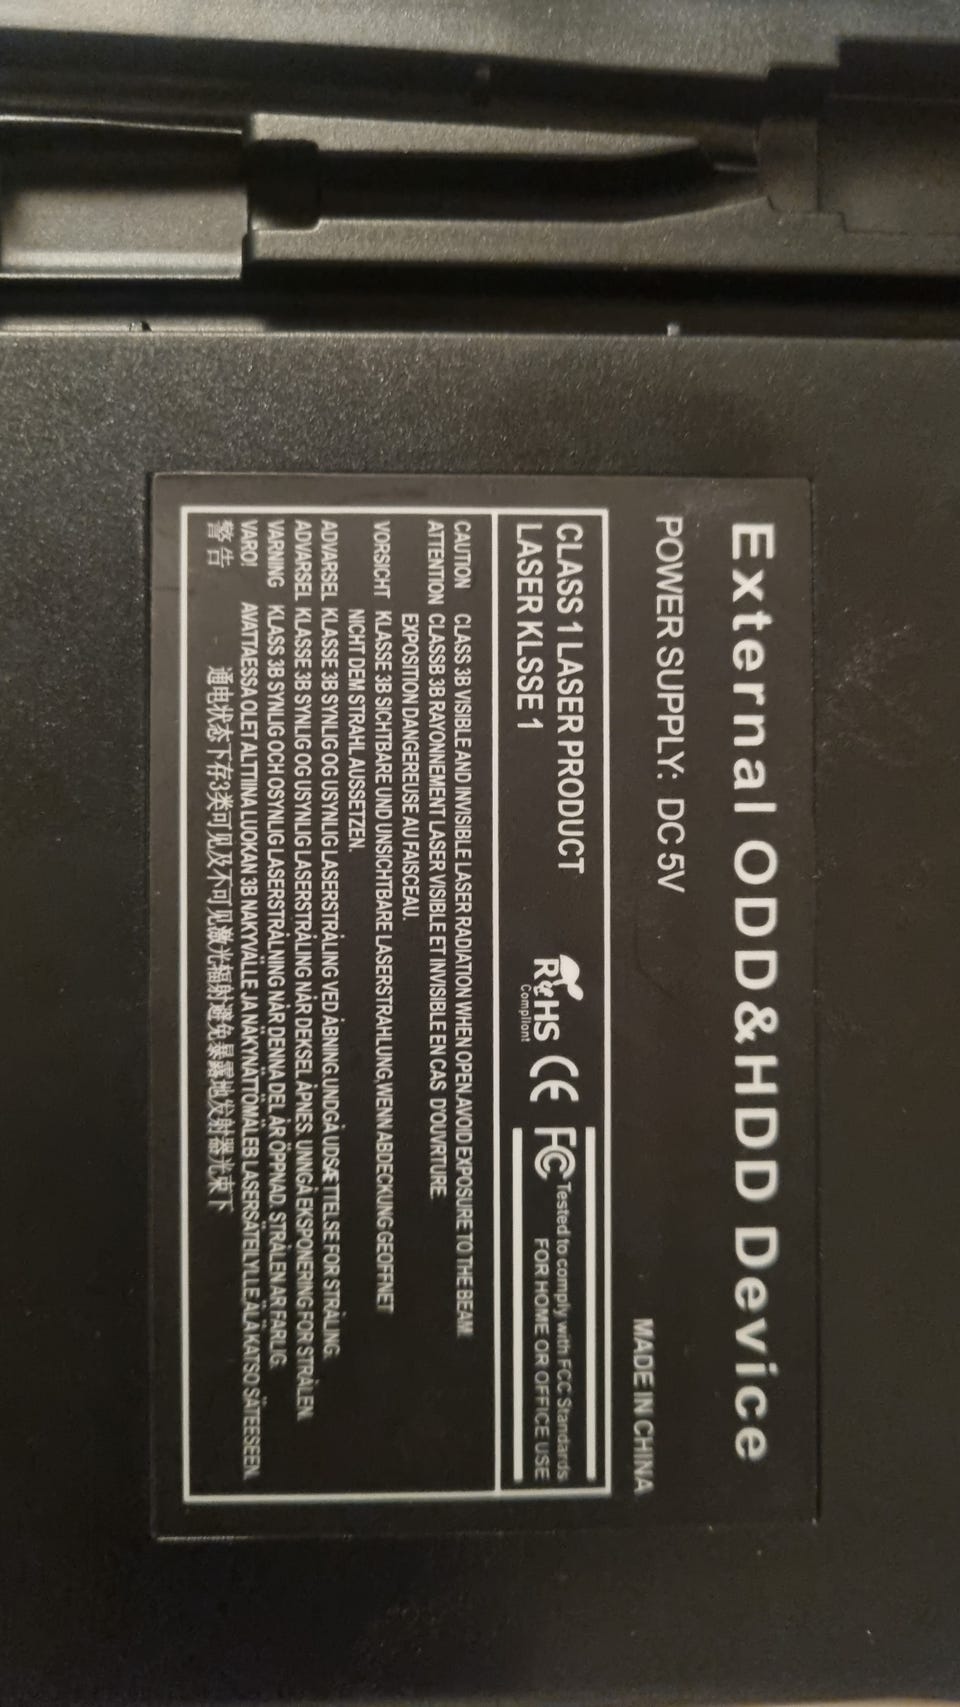 External ODD&HDD Device
POWER SUPPLY: DC 5V
MADE IN CHINA
CLASS 1 LASER PRODUCT
LASER KLSSE 1
RoHS
Compliant
CE
FC
Tested to comply with FCC Standards
FOR HOME OR OFFICE USE
CAUTION CLASS 3B VISIBLE AND INVISIBLE LASER RADIATION WHEN OPEN.AVOID EXPOSURE TO THE BEAM.
ATTENTION CLASSB 3B RAYONNEMENT LASER VISIBLE ET INVISIBLE EN CAS D'OUVRTURE
EXPOSITION DANGEREUSE AU FAISCEAU.
VORSICHT KLASSE 3B SICHTBARE UND UNSICHTBARE LASERSTRAHLUNG,WENN ABDECKUNG GEOFFNET
NICHT DEM STRAHL AUSSETZEN.
ADVARSEL KLASSE 3B SYNLIG OG USYNLIG LASERSTRÅLING VED ÅBNING.UNDGÅ UDSÆTTELSE FOR STRÅLING.
ADVARSEL KLASSE 3B SYNLIG OG USYNLIG LASERSTRÅLING NÅR DEKSEL ÅPNES. UNNGÅ EKSPONERING FOR STRÅLEN.
VARNING KLASS 3B SYNLIG OCH OSYNLIG LASERSTRÅLNING NÅR DENNA DEL ÄR ÖPPNAD. STRÅLEN ÄR FARLIG.
VARO! AVATTAESSA OLET ALTTIINA LUOKAN 3B NAKYVALLE JA NÄKYNÄTTÖMÄLEB LASERSÄTEILYLLE ÄLÄ KATSO SÄTEESEEN.
警告 通电状态下存3类可见及不可见激光辐射避免暴露地发射器光束下